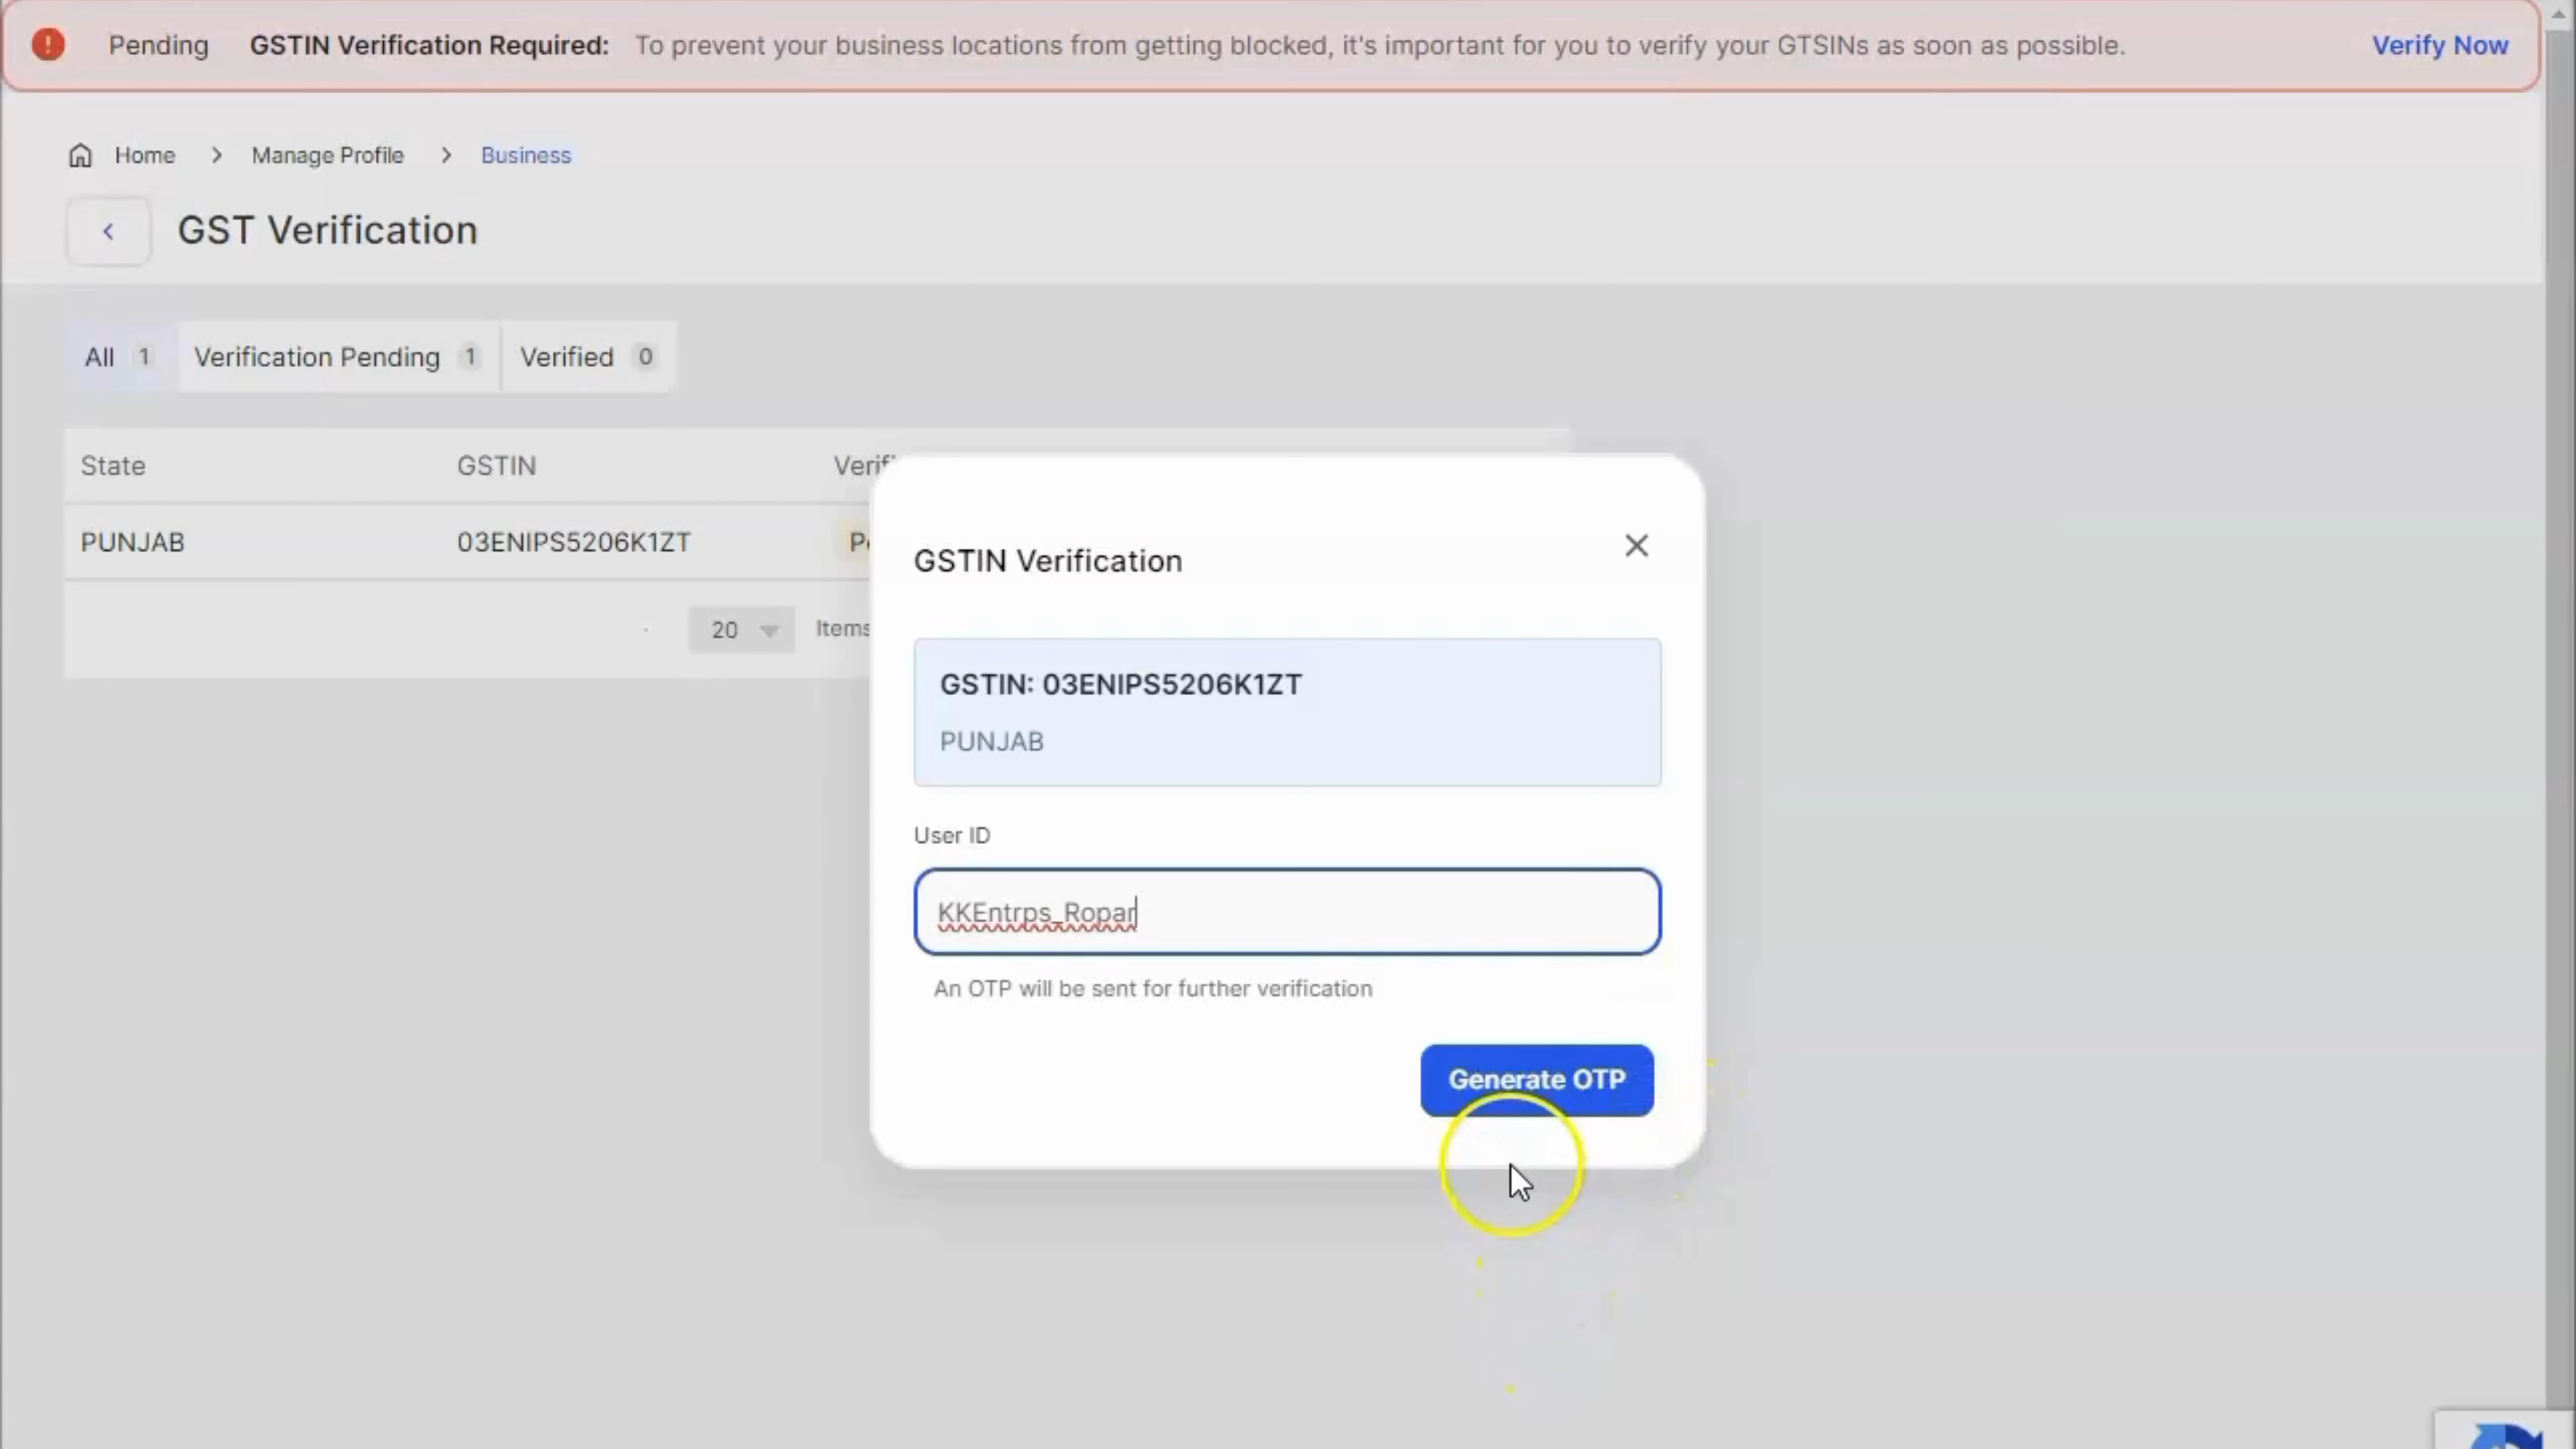 Pending GSTIN Verification Required: To prevent your business locations from getting blocked, it's important for you to verify your GTSINs as soon as possible. Verify Now
Home > Manage Profile > Business
GST Verification
All 1 Verification Pending 1 Verified 0
State GSTIN
PUNJAB 03ENIPS5206K1ZT
20 Items
GSTIN Verification
GSTIN: 03ENIPS5206K1ZT
PUNJAB
User ID
KKEntrps_Ropar
An OTP will be sent for further verification
Generate OTP